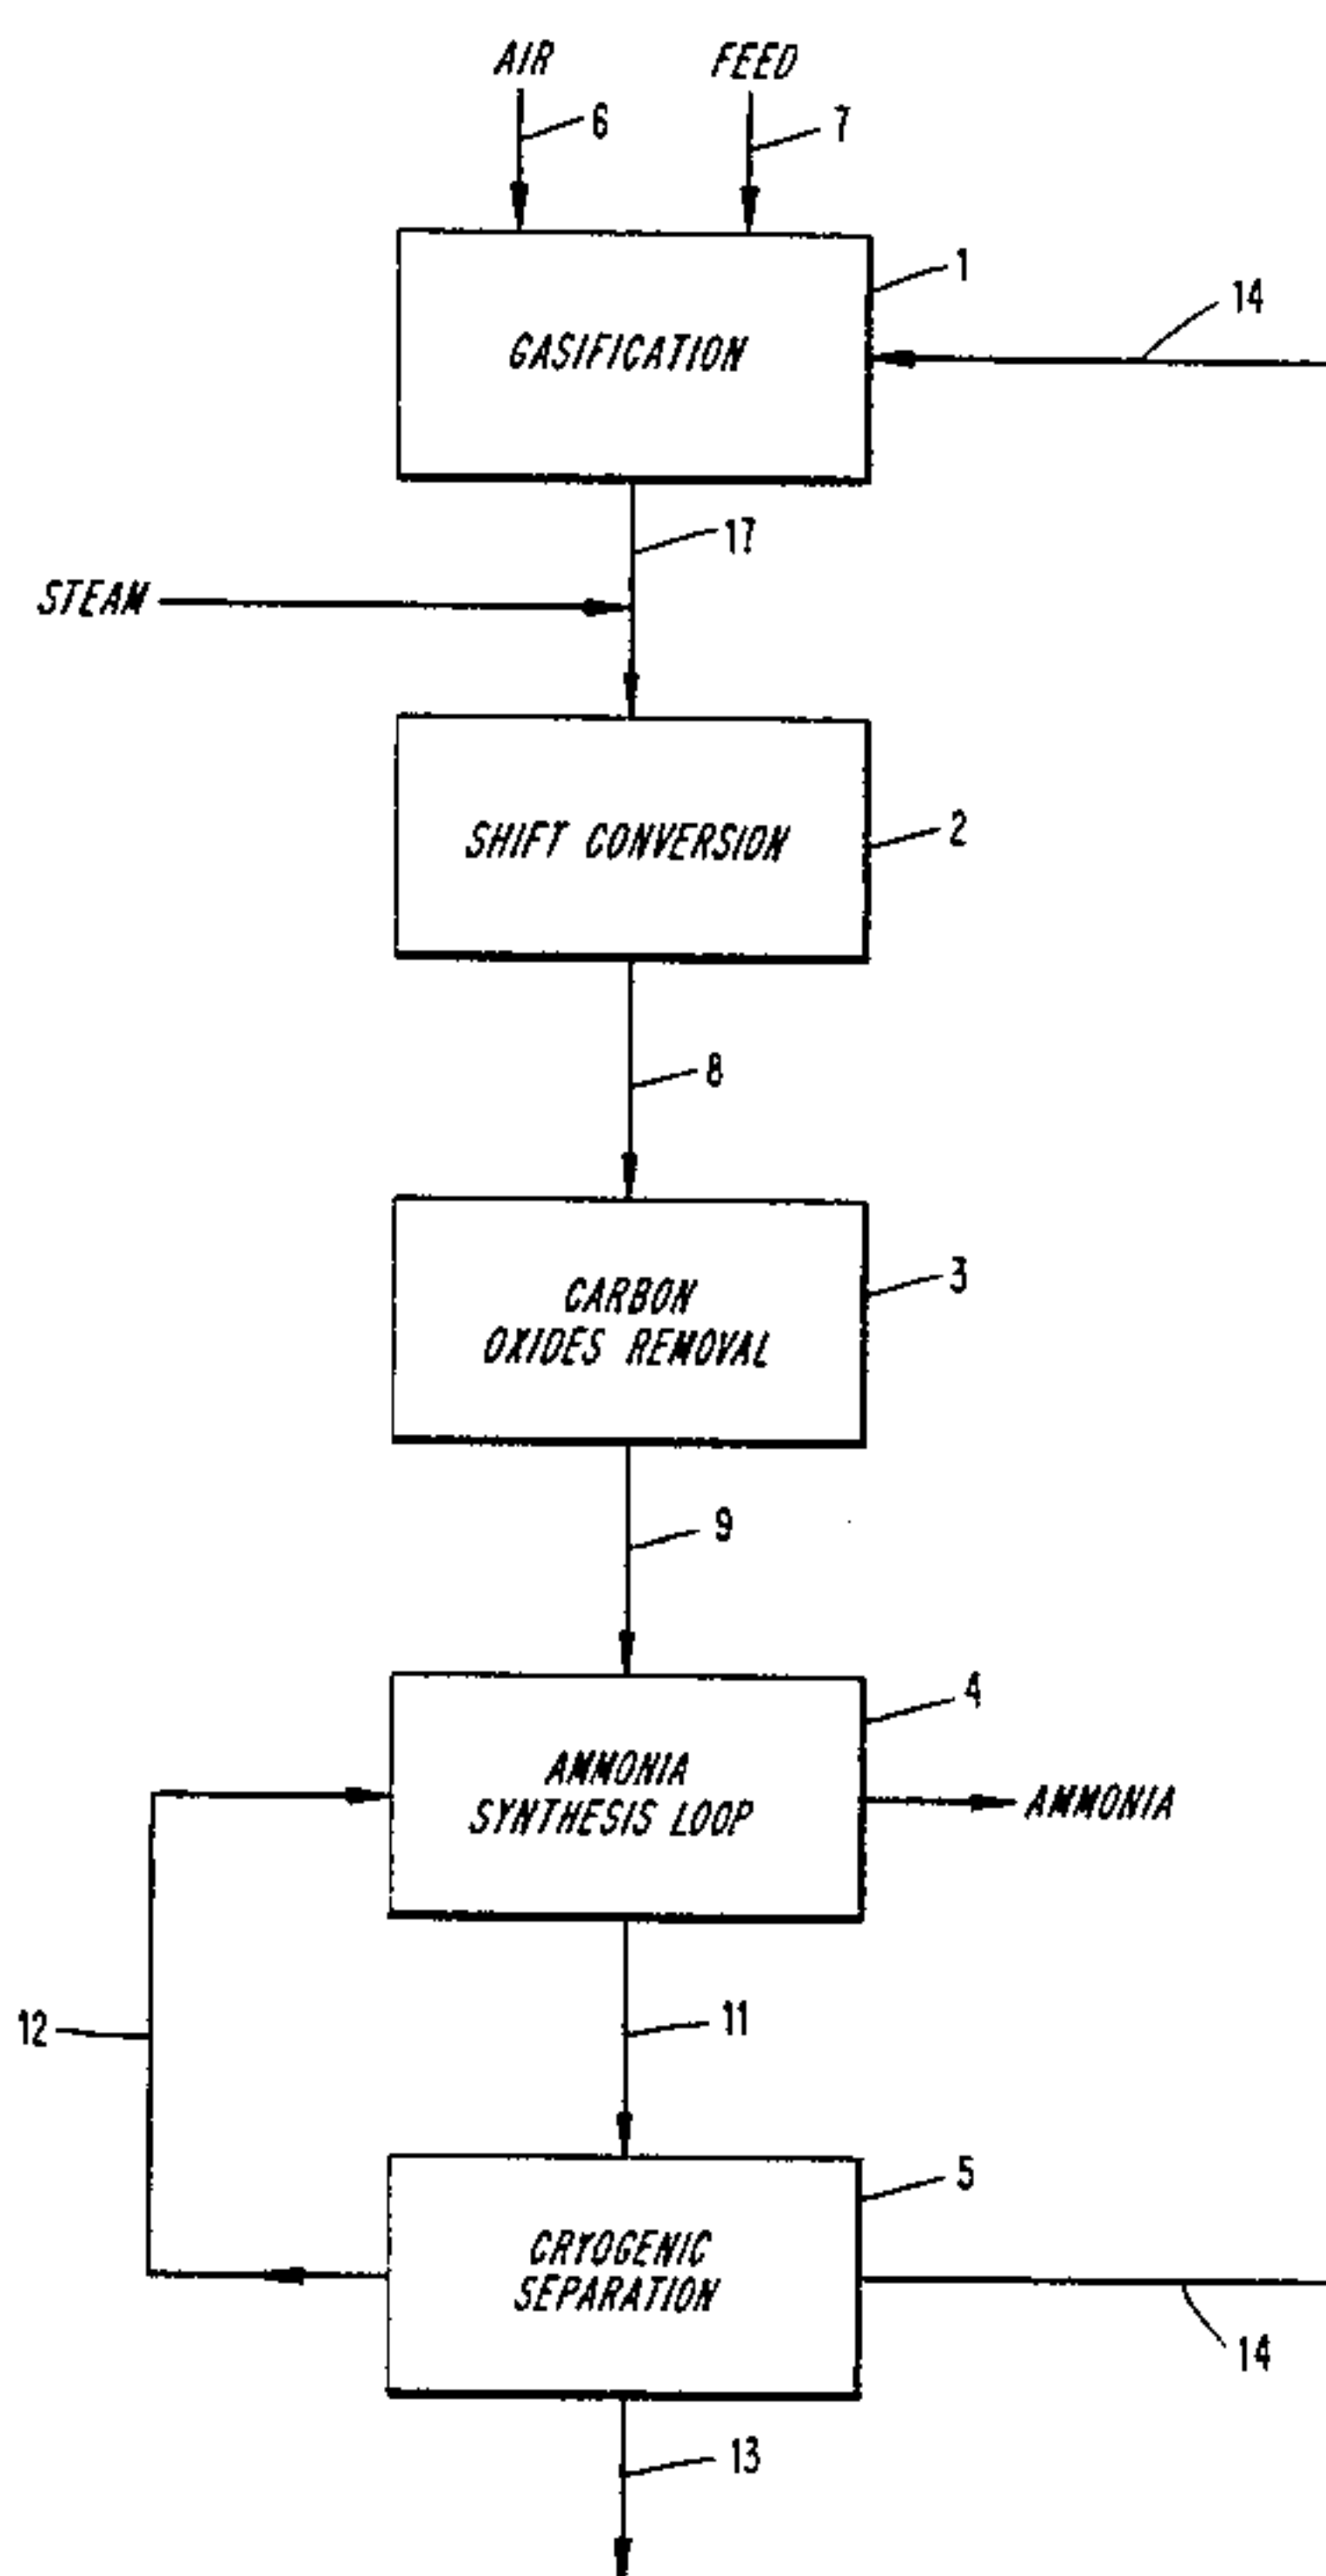 AIR
FEED
6
7
1
14
GASIFICATION
17
STEAM
2
SHIFT CONVERSION
8
3
CARBON
OXIDES REMOVAL
9
4
AMMONIA
SYNTHESIS LOOP
AMMONIA
12
11
5
CRYOGENIC
SEPARATION
14
13